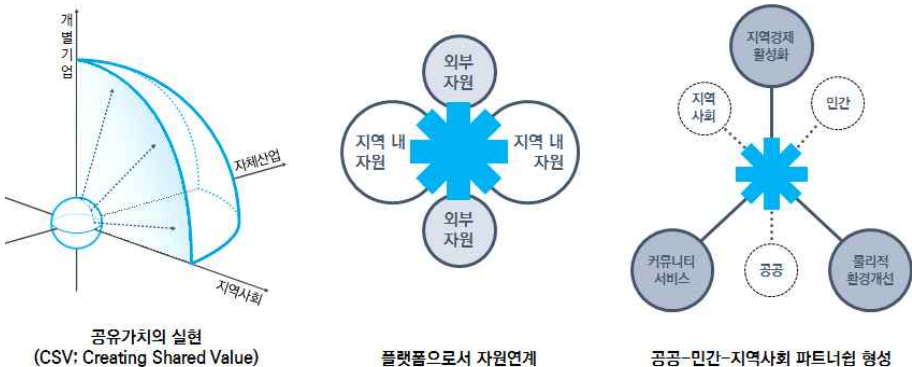 개별기업
자체산업
지역사회
공유가치의 실현
(CSV: Creating Shared Value)
외부
자원
지역 내
자원
지역 내
자원
외부
자원
플랫폼으로서 자원연계
지역경제
활성화
지역
사회
민간
커뮤니티
서비스
공공
물리적
환경개선
공공-민간-지역사회 파트너쉽 형성